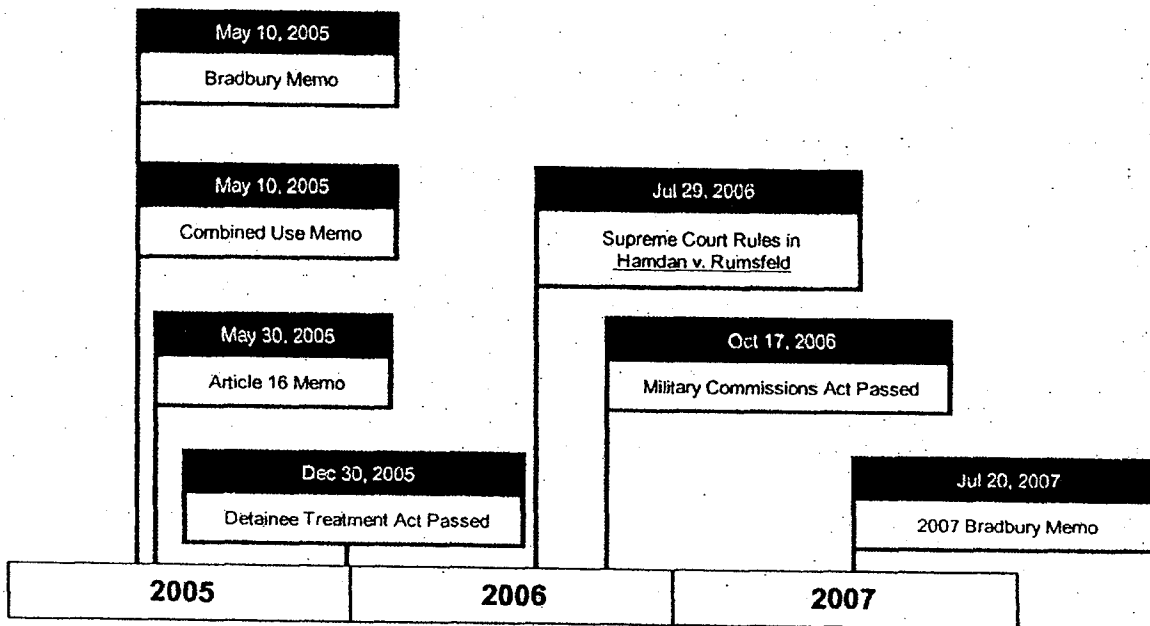 May 10, 2005
Bradbury Memo
May 10, 2005
Combined Use Memo
May 30, 2005
Article 16 Memo
Dec 30, 2005
Detainee Treatment Act Passed
Jul 29, 2006
Supreme Court Rules in
Hamdan v. Rumsfeld
Oct 17, 2006
Military Commissions Act Passed
Jul 20, 2007
2007 Bradbury Memo
2005
2006
2007